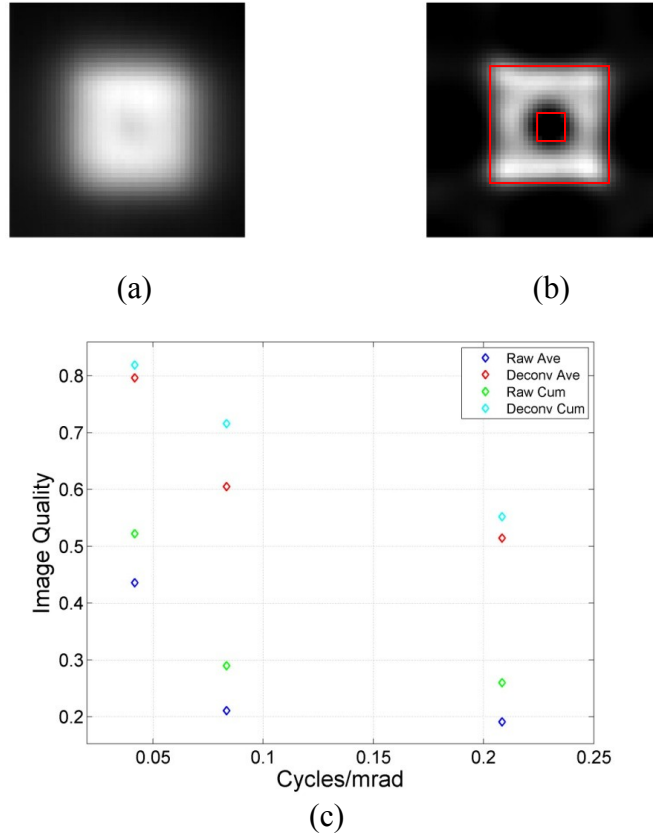 (a)
(b)
0.8
0.7
0.6
0.5
0.4
0.3
0.2
Image Quality
Raw Ave
Deconv Ave
Raw Cum
Deconv Cum
0.05
0.1
0.15
0.2
0.25
Cycles/mrad
(c)